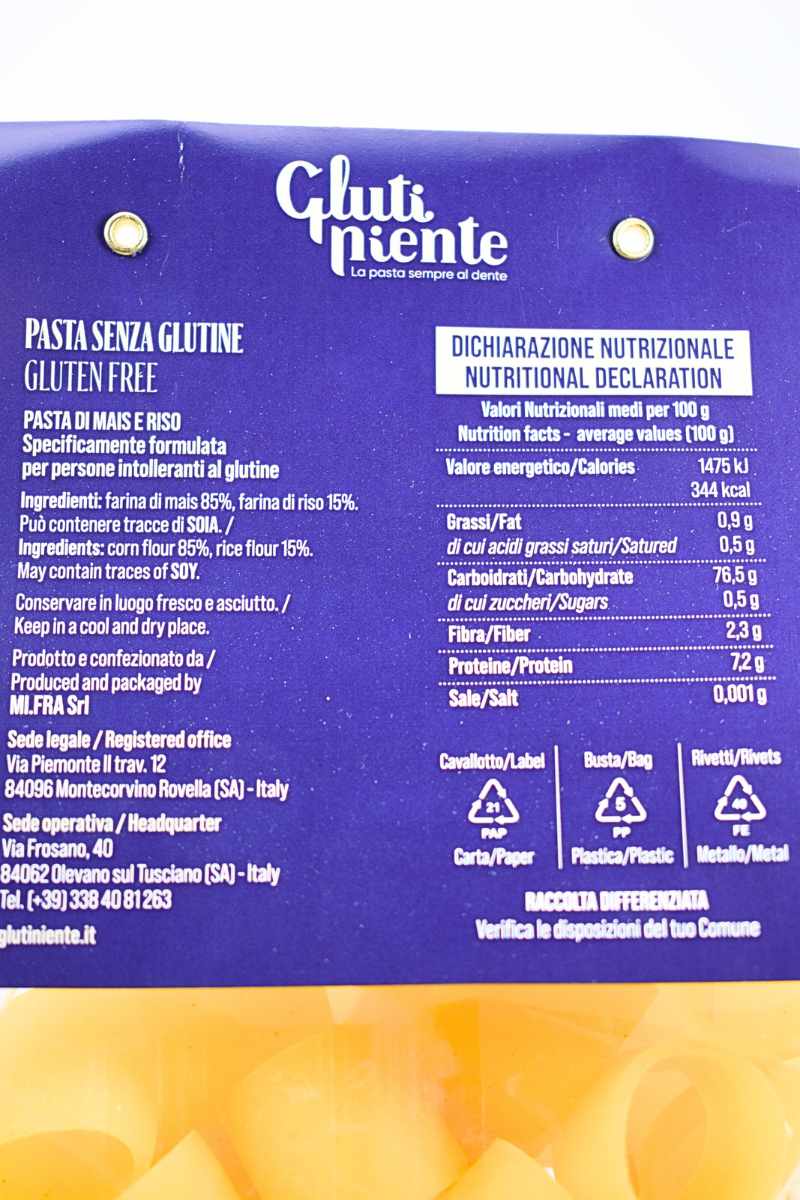 Gluti
niente
La pasta sempre al dente
PASTA SENZA GLUTINE
GLUTEN FREE
PASTA DI MAIS E RISO
Specificamente formulata
per persone intolleranti al glutine
Ingredienti: farina di mais 85%, farina di riso 15%.
Può contenere tracce di SOIA. /
Ingredients: corn flour 85%, rice flour 15%.
May contain traces of SOY.
Conservare in luogo fresco e asciutto. /
Keep in a cool and dry place.
Prodotto e confezionato da /
Produced and packaged by
MI.FRA Srl
Sede legale / Registered office
Via Piemonte II trav. 12
84096 Montecorvino Rovella (SA) - Italy
Sede operativa / Headquarter
Via Frosano, 40
84062 Olevano sul Tusciano (SA) - Italy
Tel. (+39) 338 40 81 263
glutiniente.it
DICHIARAZIONE NUTRIZIONALE
NUTRITIONAL DECLARATION
Valori Nutrizionali medi per 100 g
Nutrition facts - average values (100 g)
Valore energetico/Calories 1475 kJ
344 kcal
Grassi/Fat 0,9 g
di cui acidi grassi saturi/Satured 0,5 g
Carboidrati/Carbohydrate 76,5 g
di cui zuccheri/Sugars 0,5 g
Fibra/Fiber 2,3 g
Proteine/Protein 7,2 g
Sale/Salt 0,001 g
Cavallotto/Label Busta/Bag Rivetti/Rivets
21 5 40
PAP PP FE
Carta/Paper Plastica/Plastic Metallo/Metal
RACCOLTA DIFFERENZIATA
Verifica le disposizioni del tuo Comune